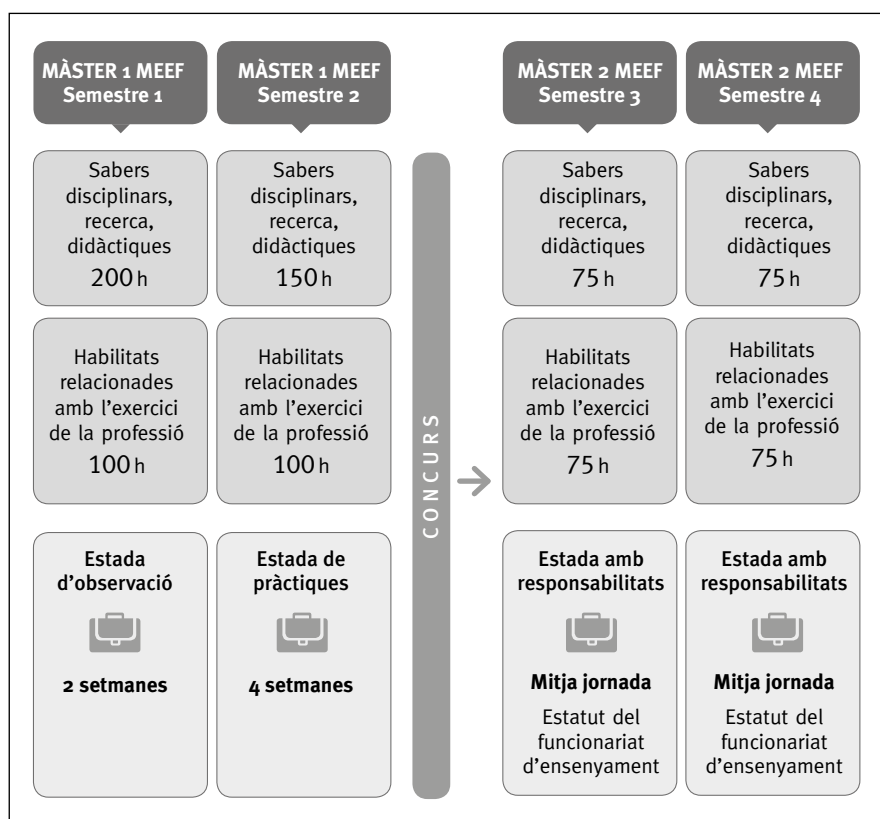 MÀSTER 1 MEEF
Semestre 1
Sabers
disciplinars,
recerca,
didàctiques
200 h
Habilitats
relacionades
amb l'exercici
de la professió
100 h
Estada
d'observació
2 setmanes
MÀSTER 1 MEEF
Semestre 2
Sabers
disciplinars,
recerca,
didàctiques
150 h
Habilitats
relacionades
amb l'exercici
de la professió
100 h
Estada de
pràctiques
4 setmanes
CONCURS
MÀSTER 2 MEEF
Semestre 3
Sabers
disciplinars,
recerca,
didàctiques
75 h
Habilitats
relacionades
amb l'exercici
de la professió
75 h
Estada amb
responsabilitats
Mitja jornada
Estatut del
funcionariat
d'ensenyament
MÀSTER 2 MEEF
Semestre 4
Sabers
disciplinars,
recerca,
didàctiques
75 h
Habilitats
relacionades
amb l'exercici
de la professió
75 h
Estada amb
responsabilitats
Mitja jornada
Estatut del
funcionariat
d'ensenyament